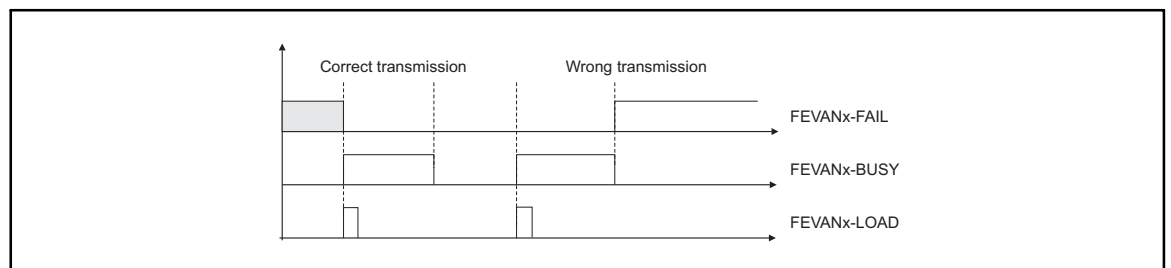 Correct transmission
Wrong transmission
FEVANx-FAIL
FEVANx-BUSY
FEVANx-LOAD